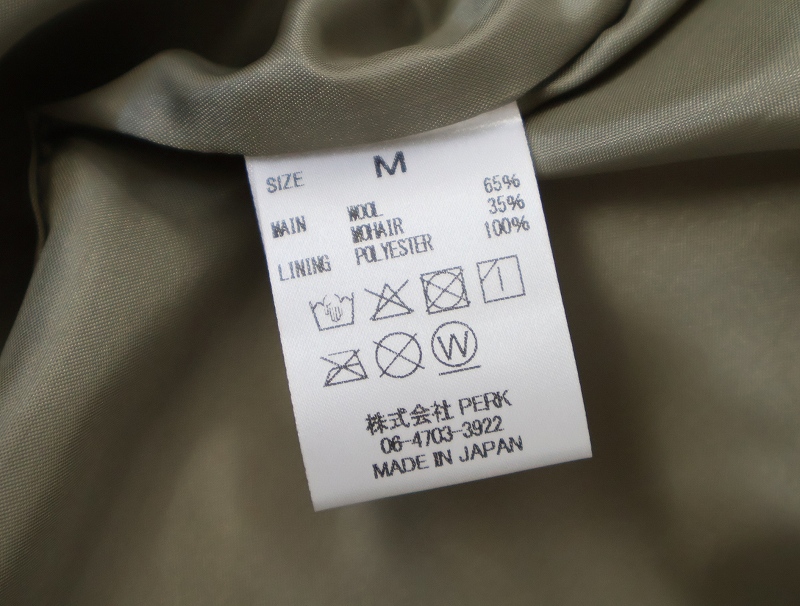 SIZE M
MAIN WOOL 65%
MOHAIR 35%
LINING POLYESTER 100%
W
株式会社 PERK
06-4703-3922
MADE IN JAPAN